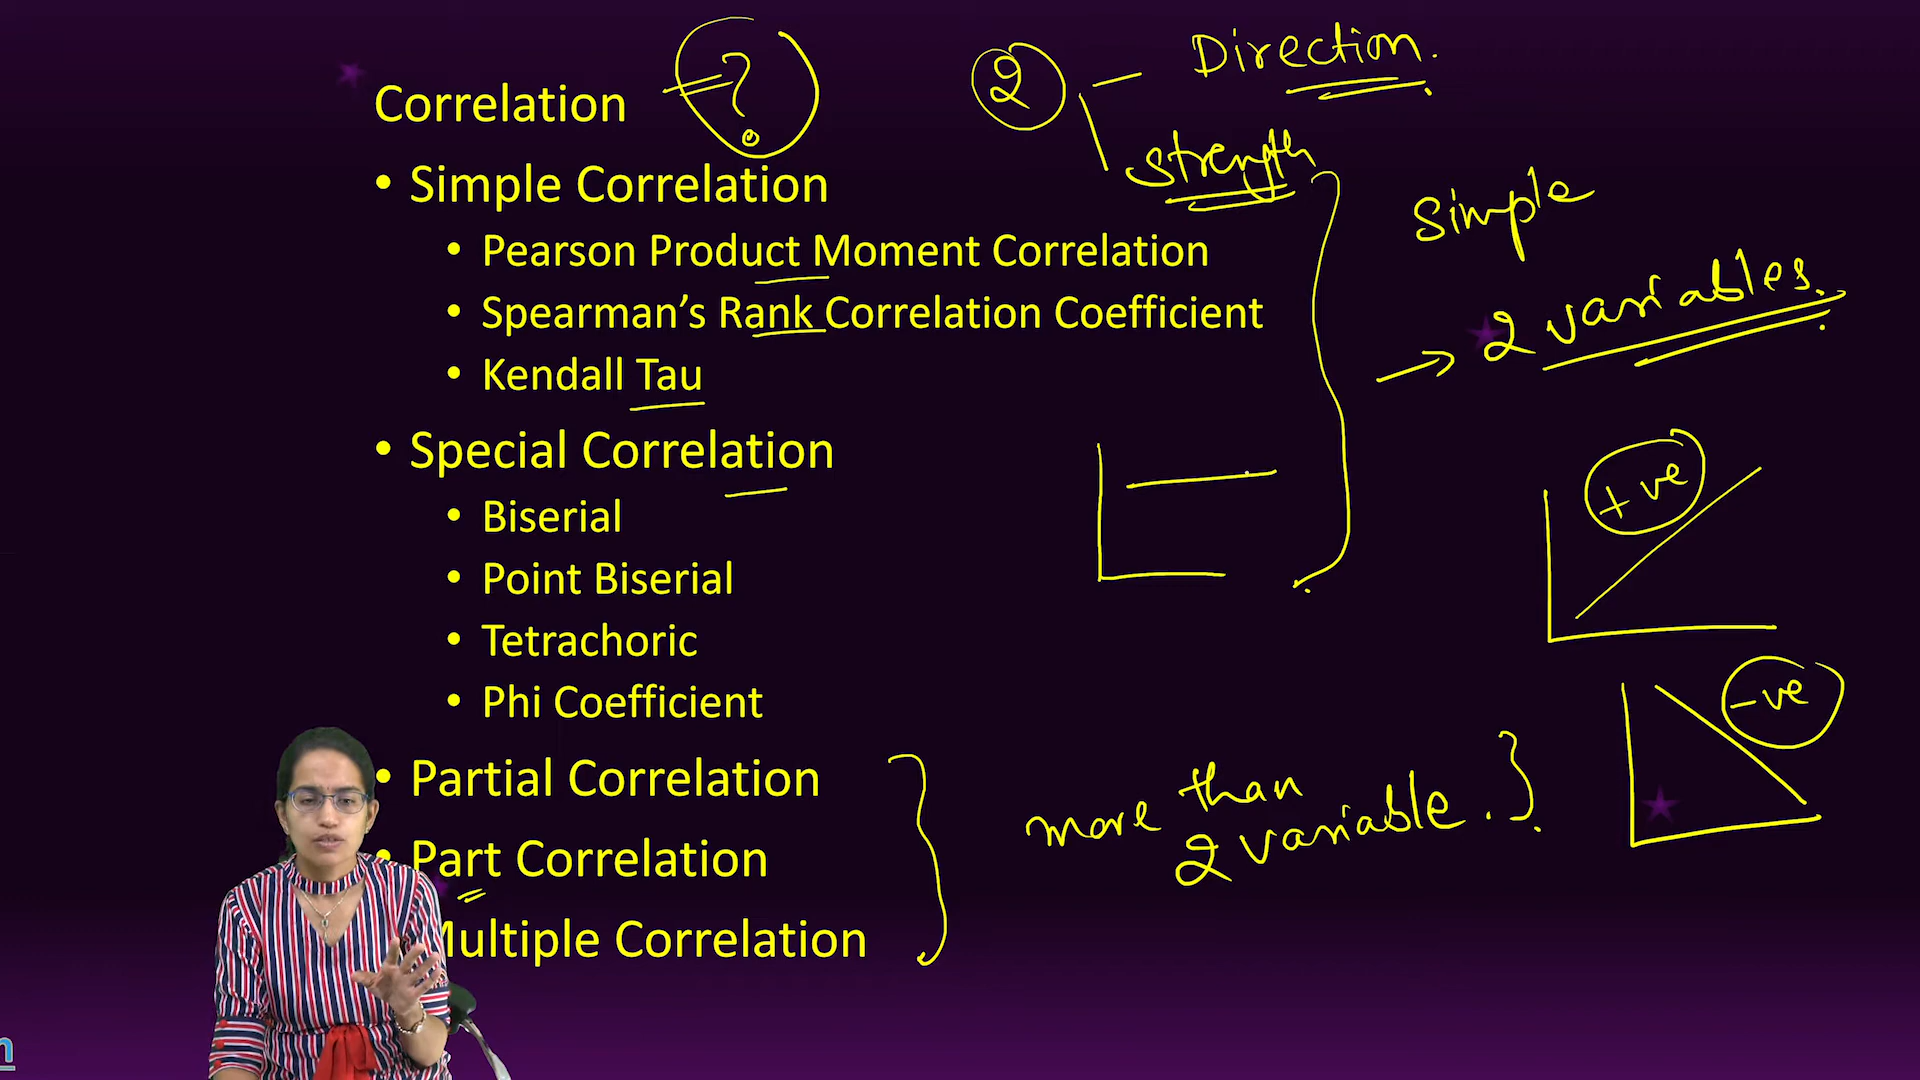 Correlation
?
2 - Direction.
strength
• Simple Correlation
Simple
• Pearson Product Moment Correlation
• Spearman's Rank Correlation Coefficient
→ 2 variables.
• Kendall Tau
• Special Correlation
+ve
• Biserial
• Point Biserial
• Tetrachoric
• Phi Coefficient
-ve
• Partial Correlation
more than
2 variable.
• Part Correlation
Multiple Correlation
n